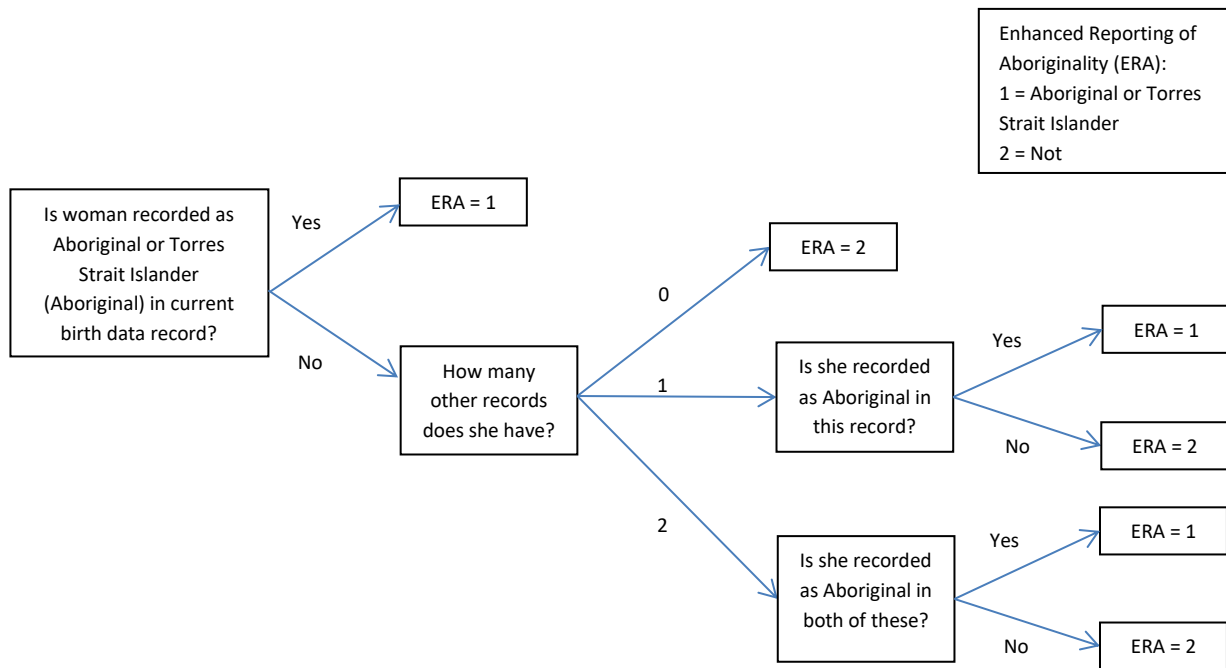 Enhanced Reporting of
Aboriginality (ERA):
1 = Aboriginal or Torres
Strait Islander
2 = Not
Is woman recorded as
Aboriginal or Torres
Strait Islander
(Aboriginal) in current
birth data record?
Yes
ERA = 1
No
How many
other records
does she have?
0
ERA = 2
1
Is she recorded
as Aboriginal in
this record?
Yes
ERA = 1
No
ERA = 2
2
Is she recorded
as Aboriginal in
both of these?
Yes
ERA = 1
No
ERA = 2